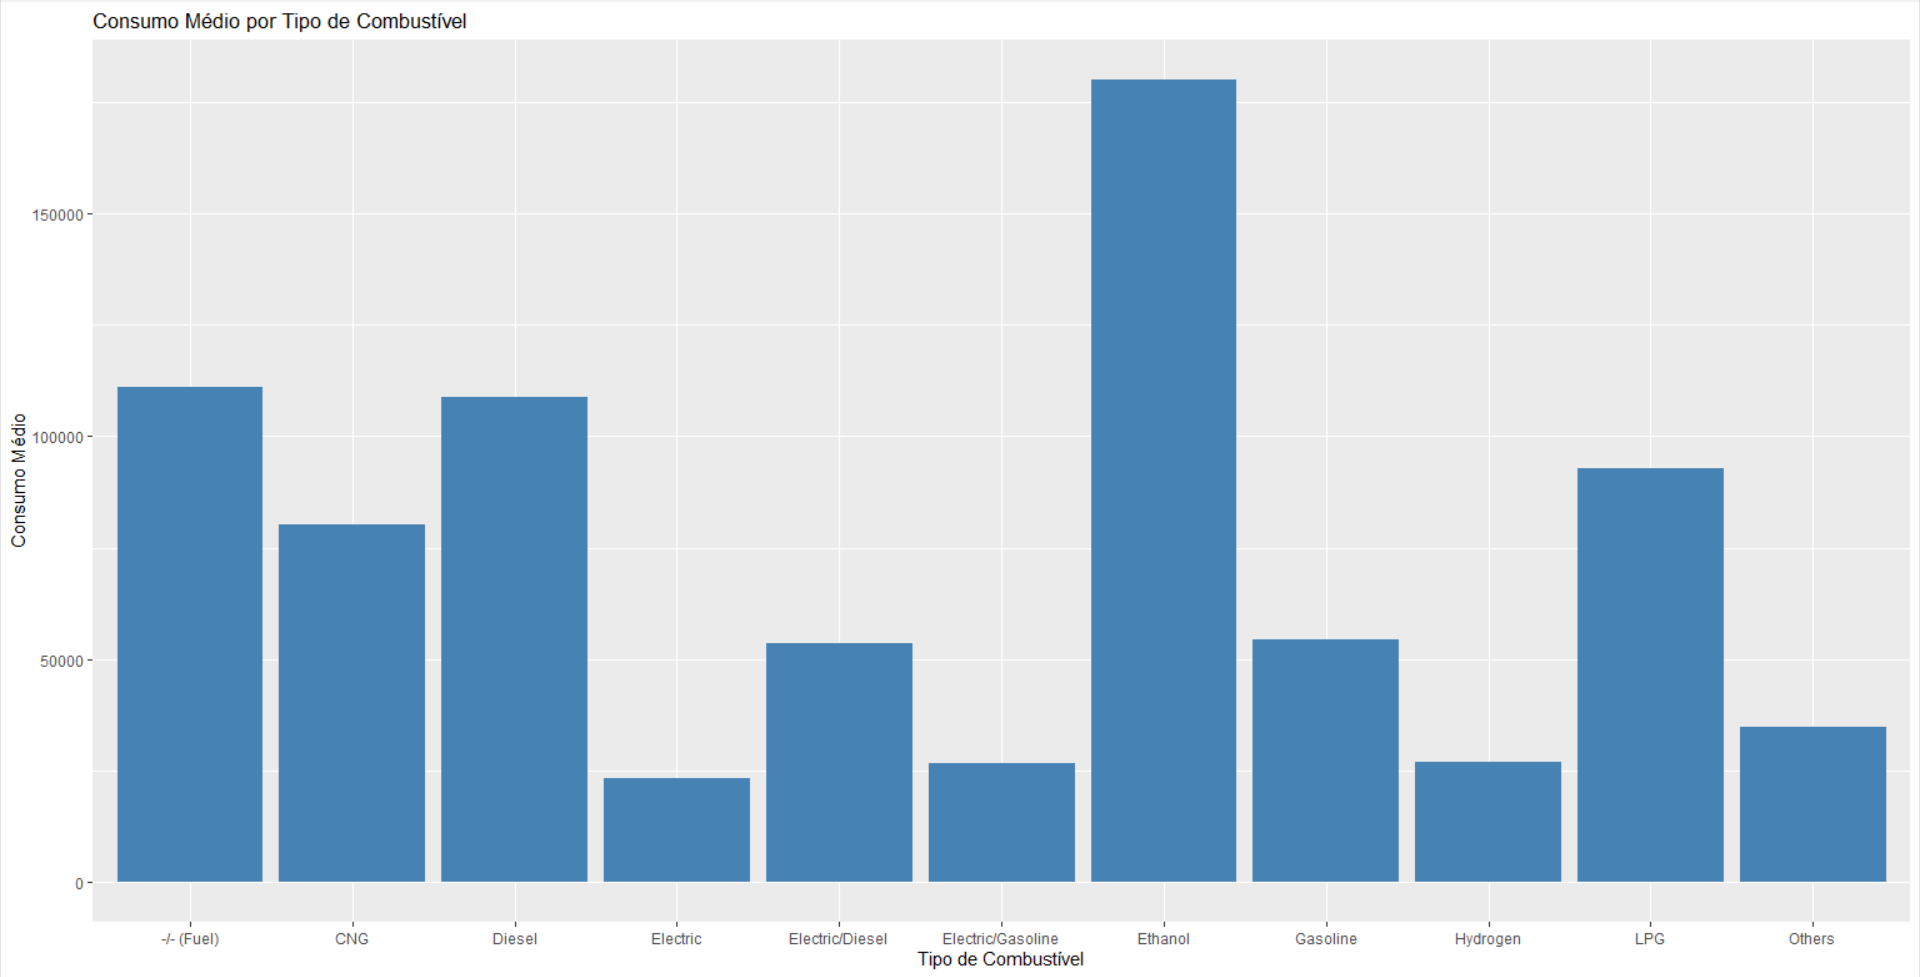 Consumo Médio por Tipo de Combustível
Consumo Médio
150000
100000
50000
0
-/- (Fuel) CNG Diesel Electric Electric/Diesel Electric/Gasoline Ethanol Gasoline Hydrogen LPG Others
Tipo de Combustível